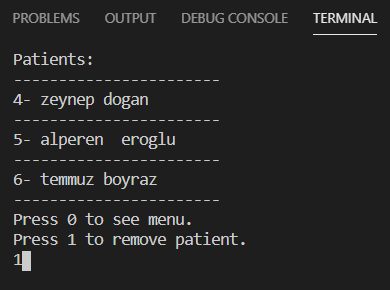 PROBLEMS OUTPUT DEBUG CONSOLE TERMINAL
Patients:
-----------------------
4- zeynep dogan
-----------------------
5- alperen  eroglu
-----------------------
6- temmuz boyraz
-----------------------
Press 0 to see menu.
Press 1 to remove patient.
1